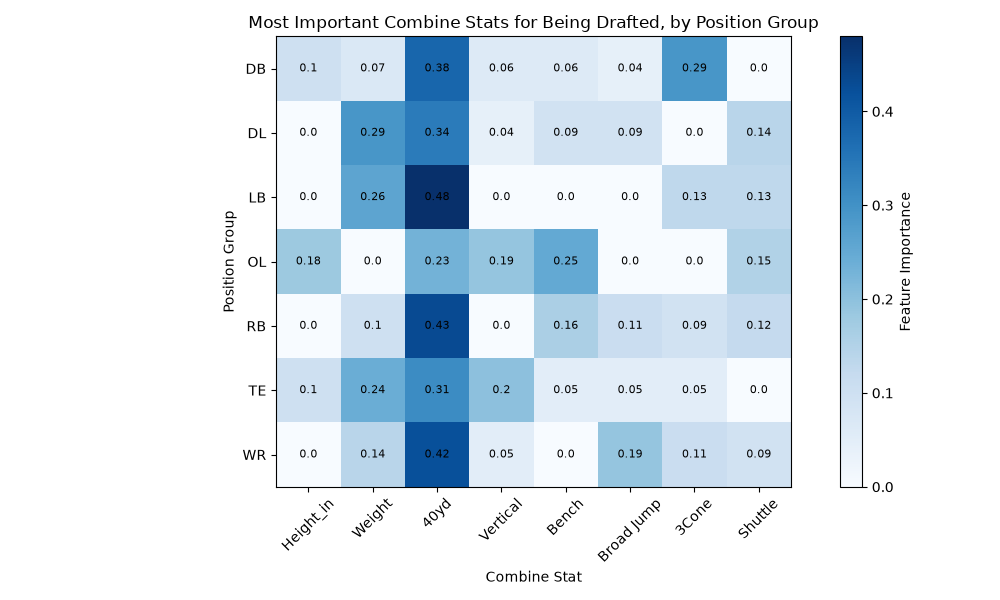 Most Important Combine Stats for Being Drafted, by Position Group
DB 0.1 0.07 0.38 0.06 0.06 0.04 0.29 0.0
DL 0.0 0.29 0.34 0.04 0.09 0.09 0.0 0.14
LB 0.0 0.26 0.48 0.0 0.0 0.0 0.13 0.13
OL 0.18 0.0 0.23 0.19 0.25 0.0 0.0 0.15
RB 0.0 0.1 0.43 0.0 0.16 0.11 0.09 0.12
TE 0.1 0.24 0.31 0.2 0.05 0.05 0.05 0.0
WR 0.0 0.14 0.42 0.05 0.0 0.19 0.11 0.09
Height_in Weight 40yd Vertical Bench Broad Jump 3Cone Shuttle
Combine Stat
Position Group
0.4
0.3
0.2
0.1
0.0
Feature Importance